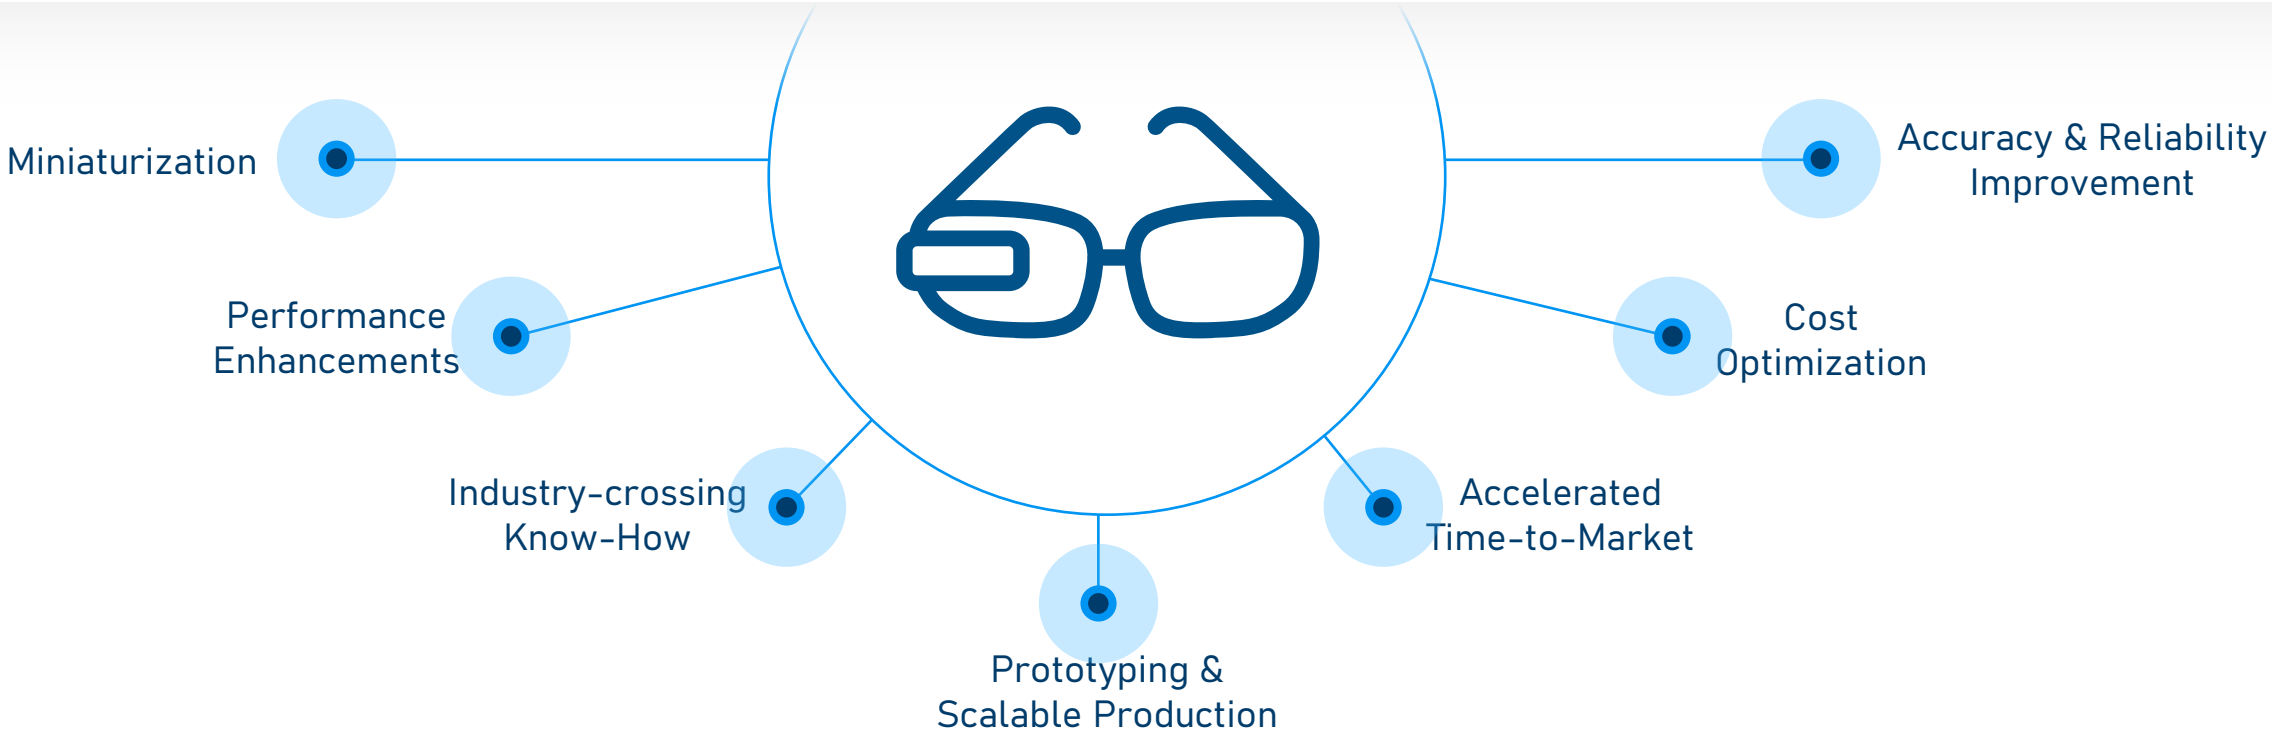 Miniaturization
Performance
Enhancements
Industry-crossing
Know-How
Prototyping &
Scalable Production
Accelerated
Time-to-Market
Cost
Optimization
Accuracy & Reliability
Improvement